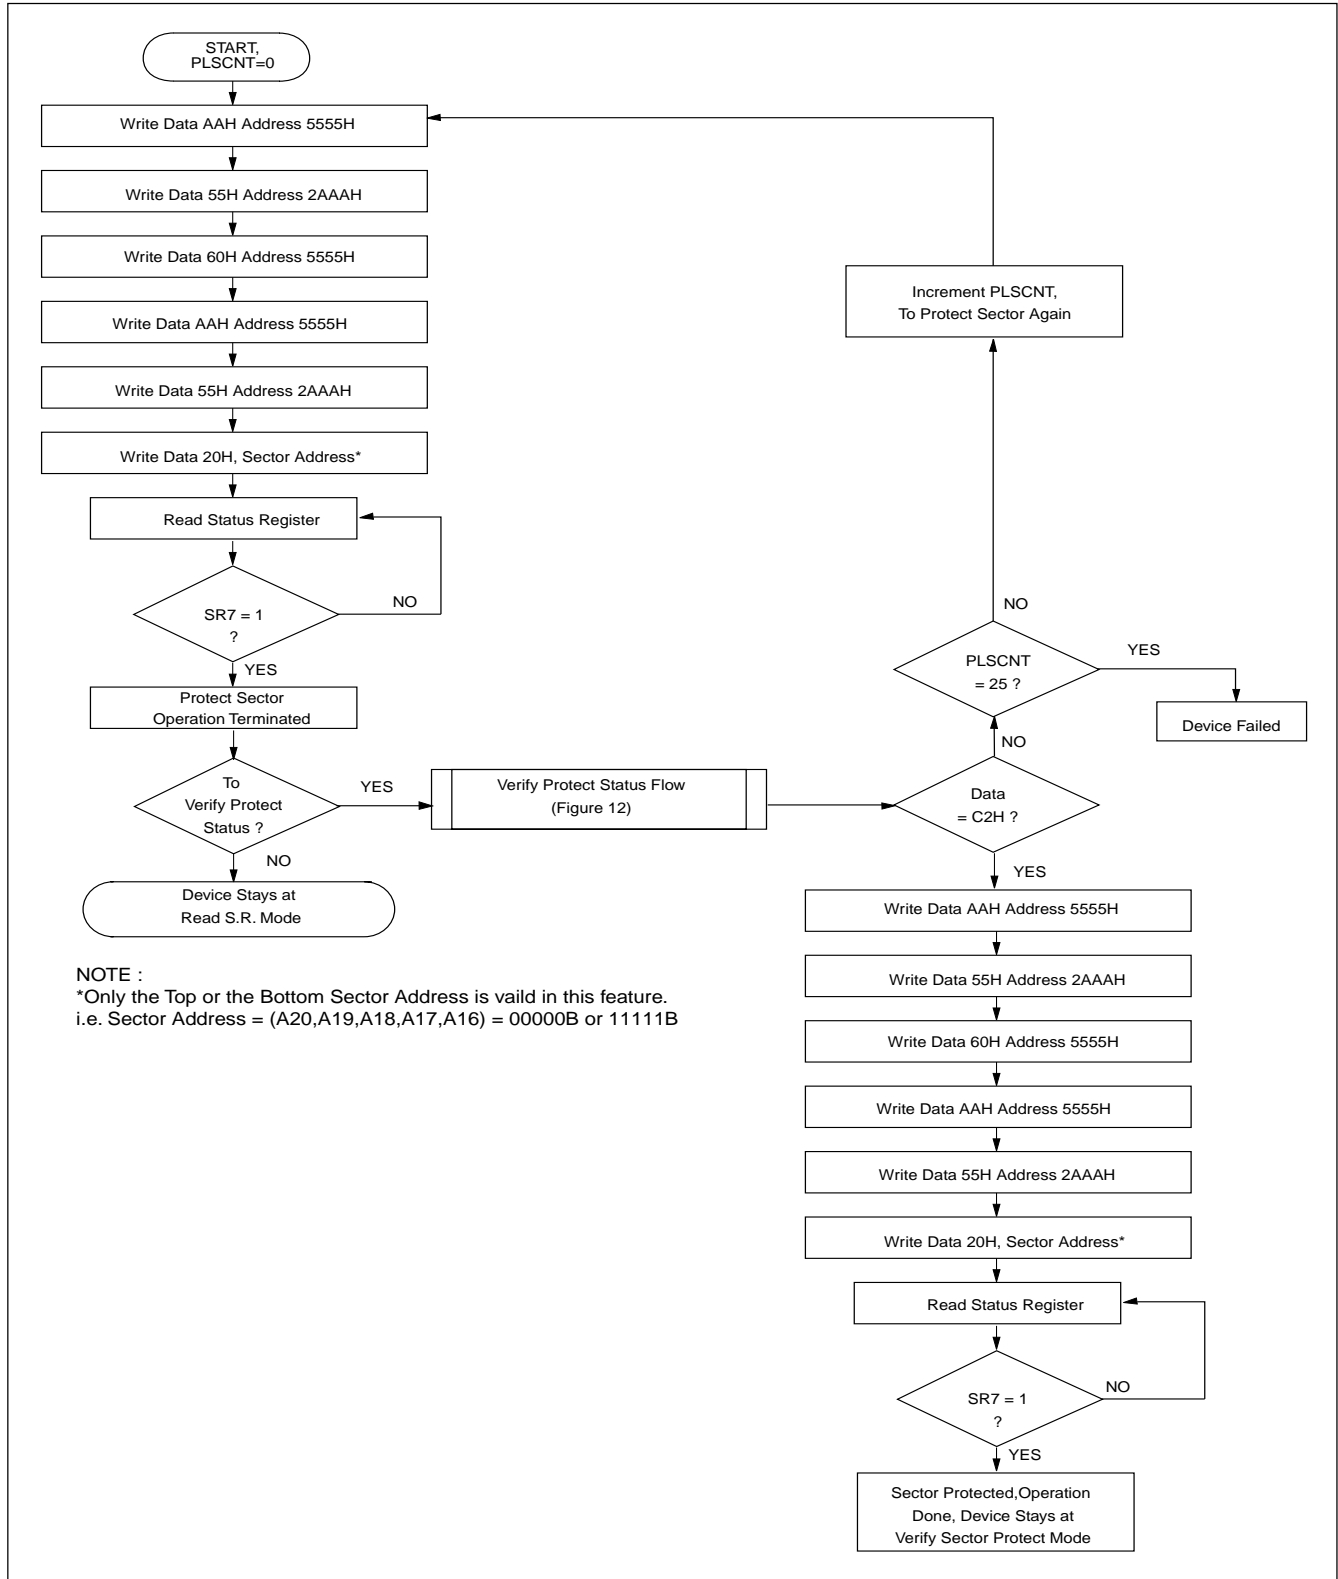 START,
PLSCNT=0
Write Data AAH Address 5555H
Write Data 55H Address 2AAAH
Write Data 60H Address 5555H
Write Data AAH Address 5555H
Write Data 55H Address 2AAAH
Write Data 20H, Sector Address*
Read Status Register
SR7 = 1
?
NO
YES
Protect Sector
Operation Terminated
To
Verify Protect
Status ?
YES
NO
Device Stays at
Read S.R. Mode
Verify Protect Status Flow
(Figure 12)
Data
= C2H ?
NO
PLSCNT
= 25 ?
YES
Device Failed
NO
Increment PLSCNT,
To Protect Sector Again
YES
Write Data AAH Address 5555H
Write Data 55H Address 2AAAH
Write Data 60H Address 5555H
Write Data AAH Address 5555H
Write Data 55H Address 2AAAH
Write Data 20H, Sector Address*
Read Status Register
SR7 = 1
?
NO
YES
Sector Protected,Operation
Done, Device Stays at
Verify Sector Protect Mode
NOTE :
*Only the Top or the Bottom Sector Address is vaild in this feature.
i.e. Sector Address = (A20,A19,A18,A17,A16) = 00000B or 11111B